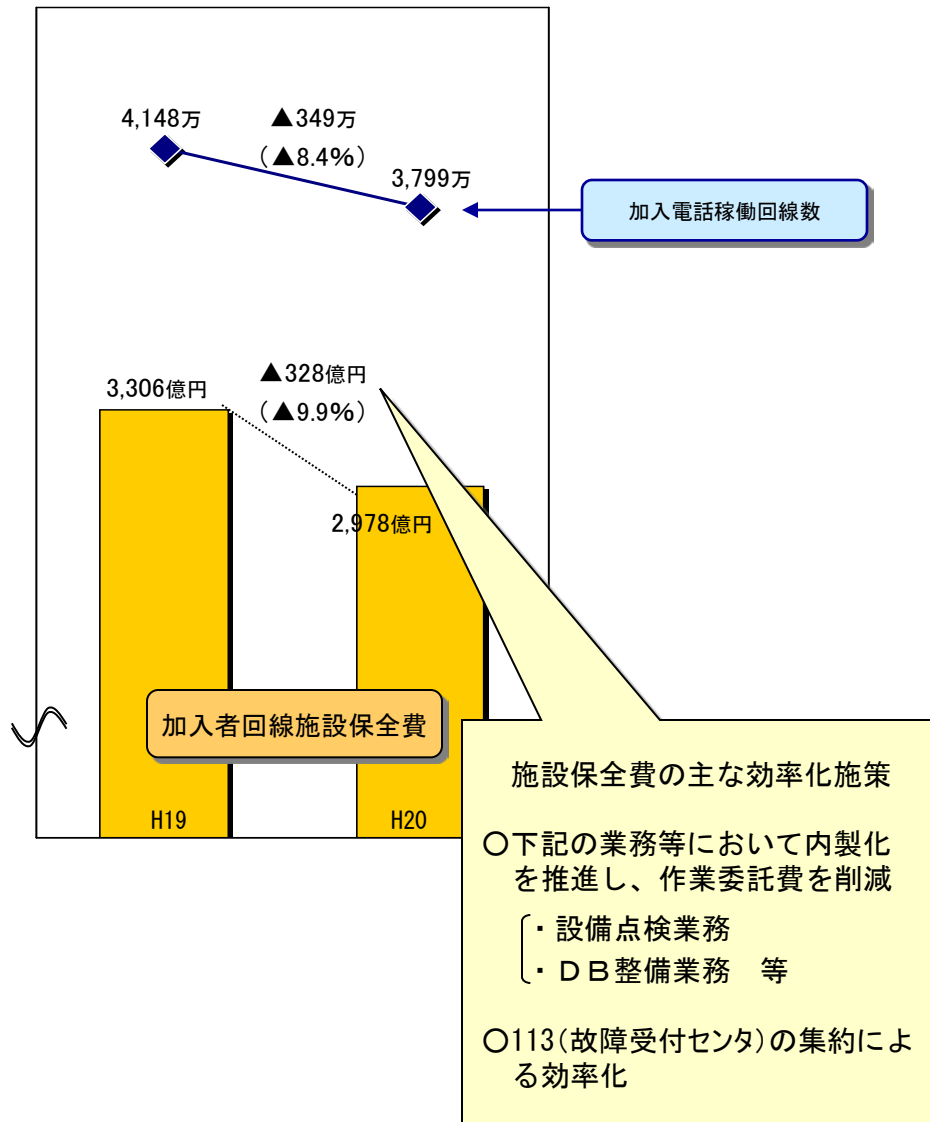 4,148万
▲349万
(▲8.4%)
3,799万
加入電話稼働回線数
3,306億円
▲328億円
(▲9.9%)
2,978億円
加入者回線施設保全費
H19
H20
施設保全費の主な効率化施策
○下記の業務等において内製化
を推進し、作業委託費を削減
・設備点検業務
・DB整備業務 等
○113(故障受付センタ)の集約によ
る効率化